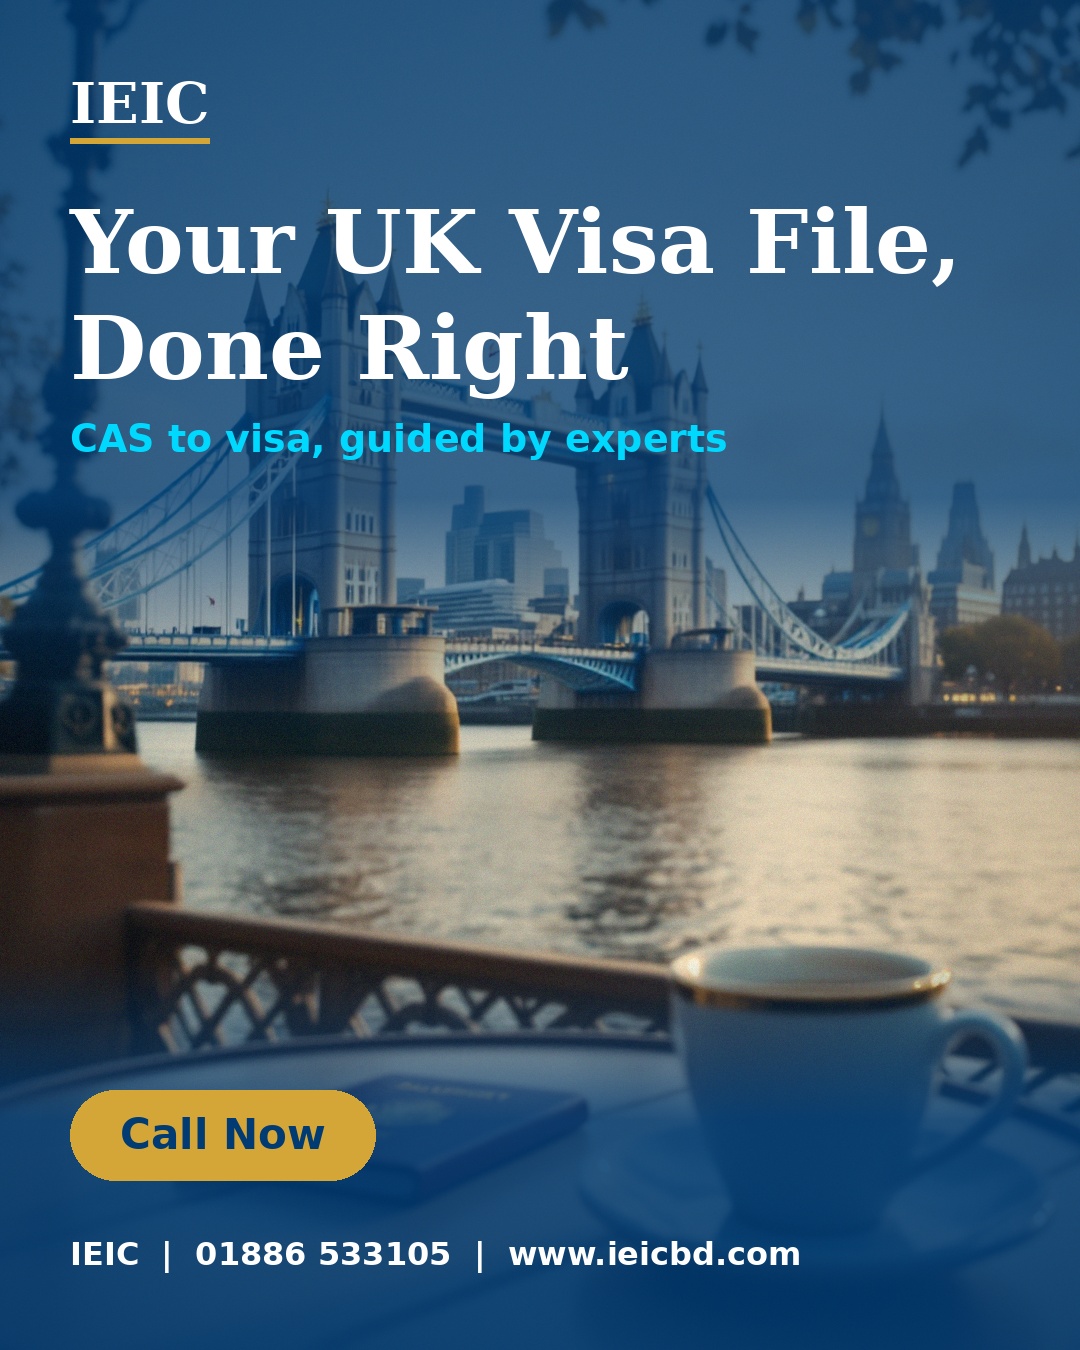 IEIC
Your UK Visa File,
Done Right
CAS to visa, guided by experts
Call Now
IEIC | 01886 533105 | www.ieicbd.com